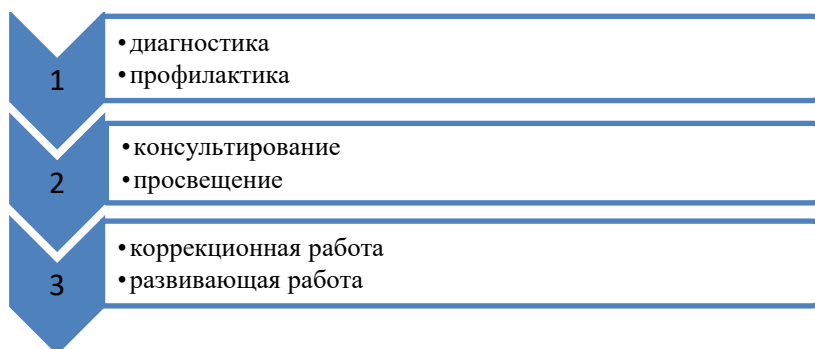 1
•диагностика
•профилактика
2
•консультирование
•просвещение
3
•коррекционная работа
•развивающая работа